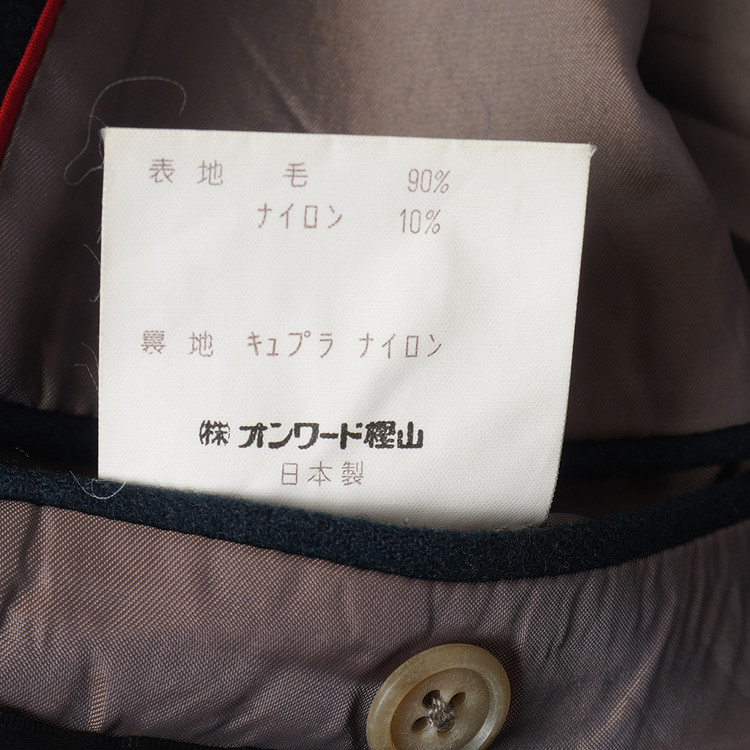 表地 毛 90%
ナイロン 10%
裏地 キュプラ ナイロン
(株)オンワード樫山
日本製